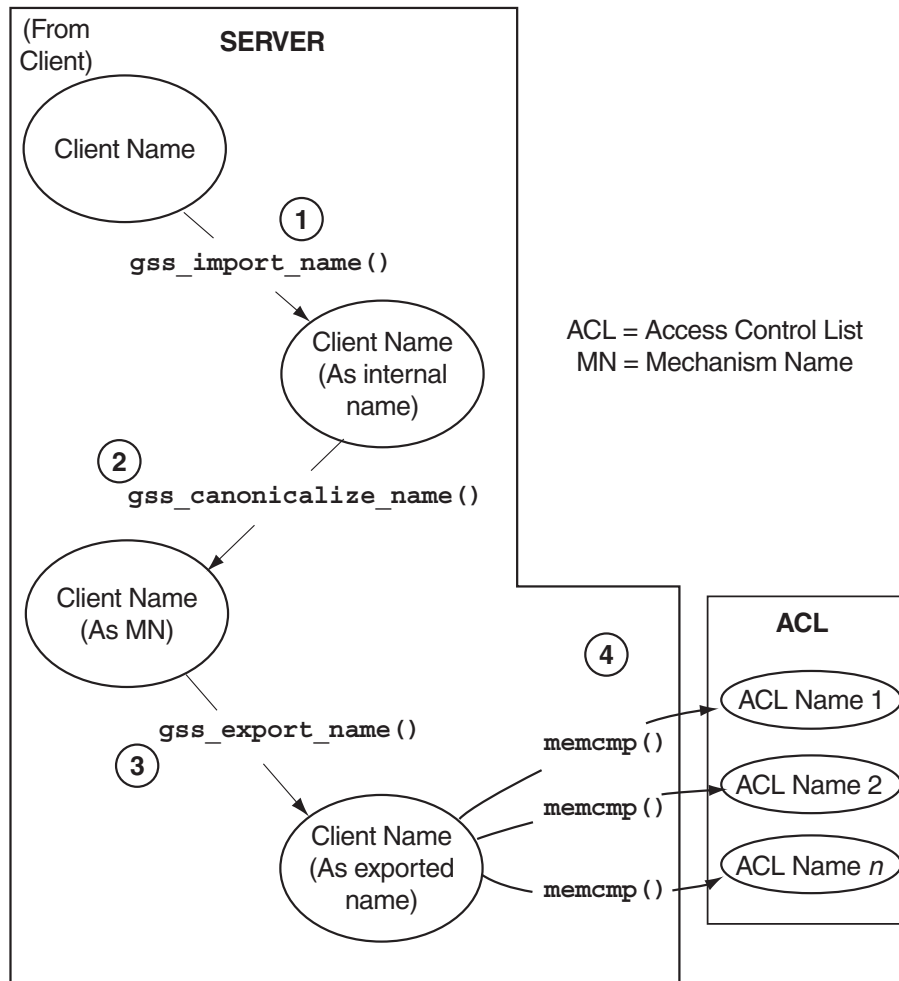 (From
Client)
SERVER
Client Name
1
gss_import_name()
Client Name
(As internal
name)
ACL = Access Control List
MN = Mechanism Name
2
gss_canonicalize_name()
Client Name
(As MN)
4
ACL
ACL Name 1
gss_export_name()
memcmp()
3
ACL Name 2
memcmp()
Client Name
(As exported
name)
ACL Name n
memcmp()